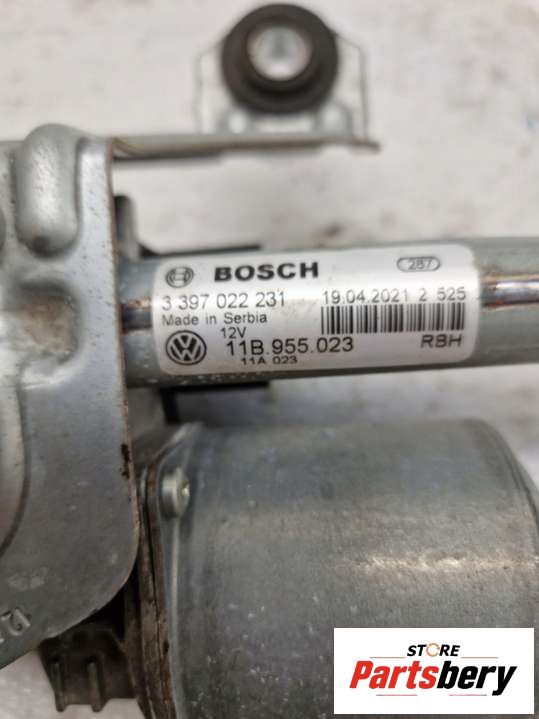 BOSCH 287
3 397 022 231 19.04.2021 2 525
Made in Serbia
12V
11B.955.023 RBH
11A 023
STORE
Partsbery